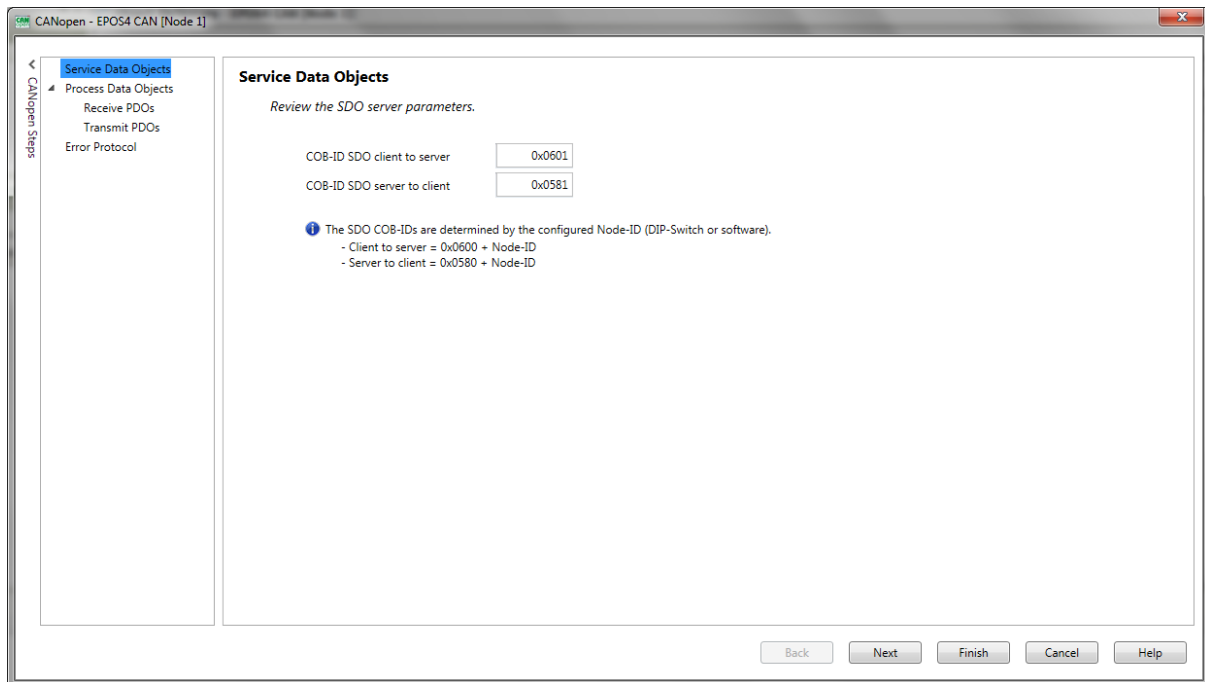 CANopen - EPOS4 CAN [Node 1]
CANopen Steps
Service Data Objects
Process Data Objects
Receive PDOs
Transmit PDOs
Error Protocol
Service Data Objects
Review the SDO server parameters.
COB-ID SDO client to server 0x0601
COB-ID SDO server to client 0x0581
The SDO COB-IDs are determined by the configured Node-ID (DIP-Switch or software).
- Client to server = 0x0600 + Node-ID
- Server to client = 0x0580 + Node-ID
Back Next Finish Cancel Help